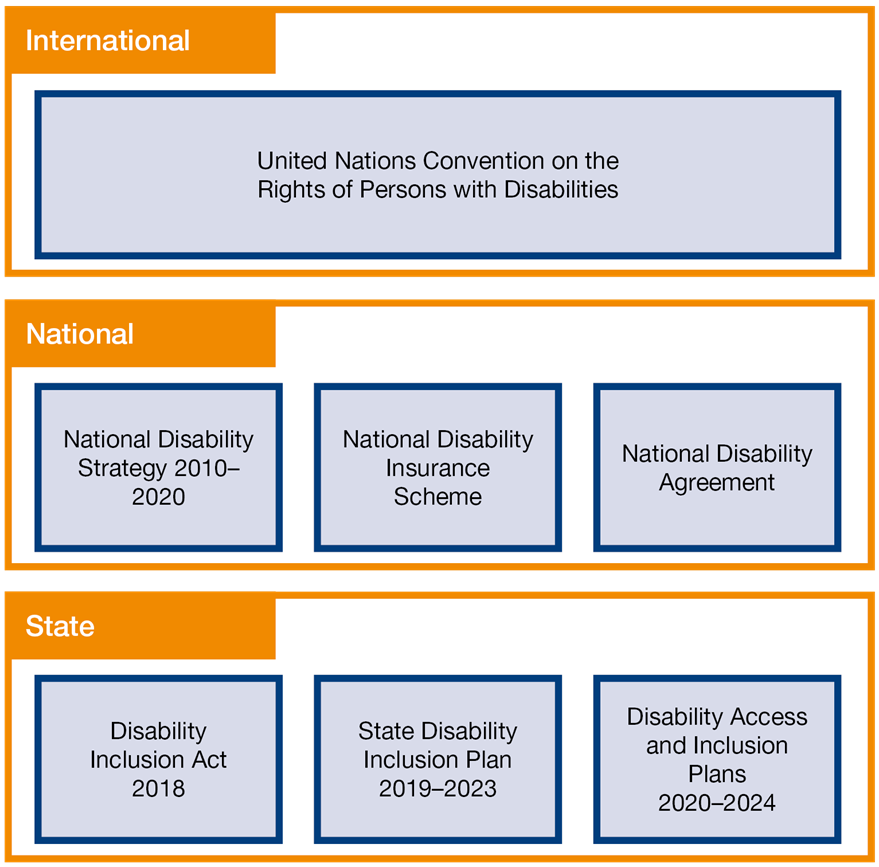 International
United Nations Convention on the
Rights of Persons with Disabilities
National
National Disability
Strategy 2010–
2020
National Disability
Insurance
Scheme
National Disability
Agreement
State
Disability
Inclusion Act
2018
State Disability
Inclusion Plan
2019–2023
Disability Access
and Inclusion
Plans
2020–2024